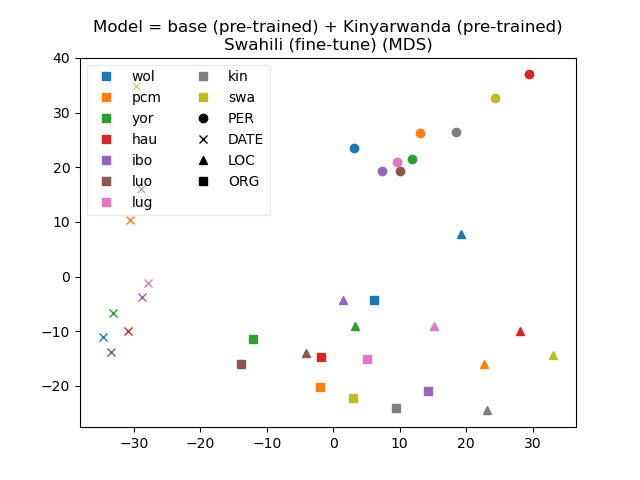 Model = base (pre-trained) + Kinyarwanda (pre-trained)
Swahili (fine-tune) (MDS)
40
30
20
10
0
−10
−20
wol
pcm
yor
hau
ibo
luo
lug
kin
swa
PER
DATE
LOC
ORG
−30
−20
−10
0
10
20
30